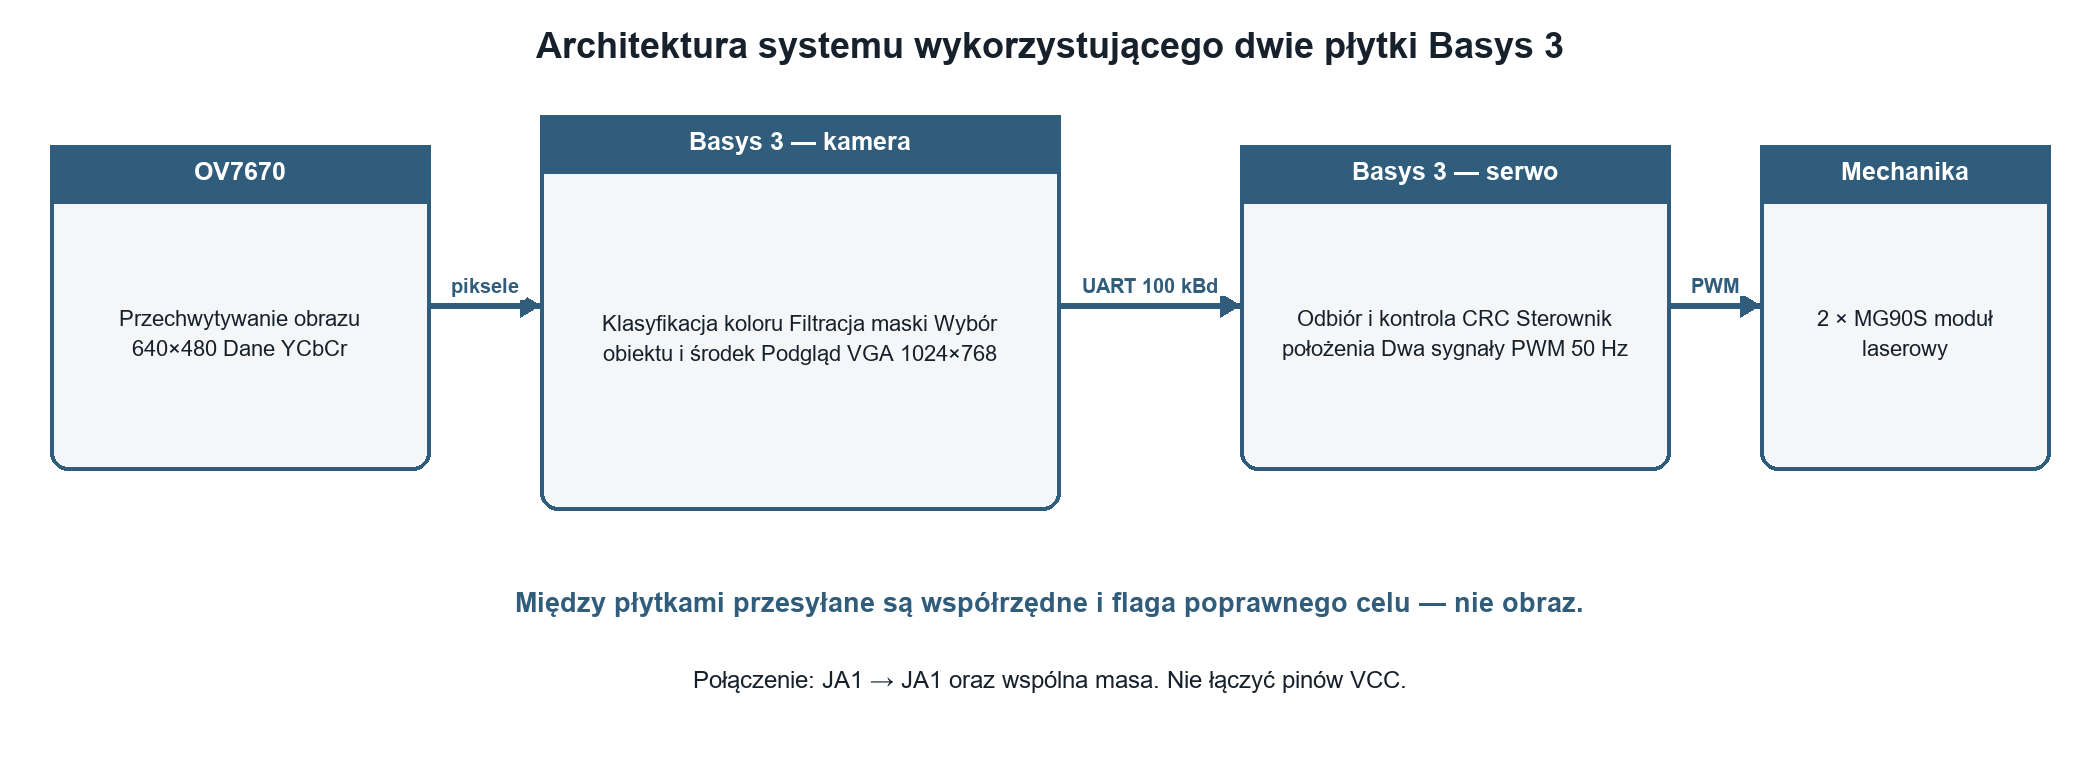 Architektura systemu wykorzystującego dwie płytki Basys 3
OV7670
Przechwytywanie obrazu
640×480 Dane YCbCr
piksele
Basys 3 — kamera
Klasyfikacja koloru Filtracja maski Wybór
obiektu i środek Podgląd VGA 1024×768
UART 100 kBd
Basys 3 — serwo
Odbiór i kontrola CRC Sterownik
położenia Dwa sygnały PWM 50 Hz
PWM
Mechanika
2 × MG90S moduł
laserowy
Między płytkami przesyłane są współrzędne i flaga poprawnego celu — nie obraz.
Połączenie: JA1 → JA1 oraz wspólna masa. Nie łączyć pinów VCC.